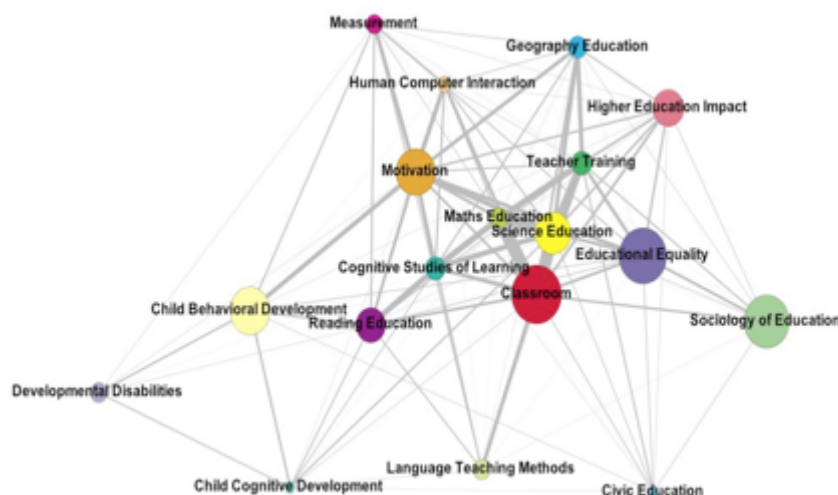 Measurement
Geography Education
Human Computer Interaction
Higher Education Impact
Teacher Training
Motivation
Maths Education
Science Education
Educational Equality
Cognitive Studies of Learning
Classroom
Child Behavioral Development
Reading Education
Sociology of Education
Developmental Disabilities
Language Teaching Methods
Child Cognitive Development
Civic Education